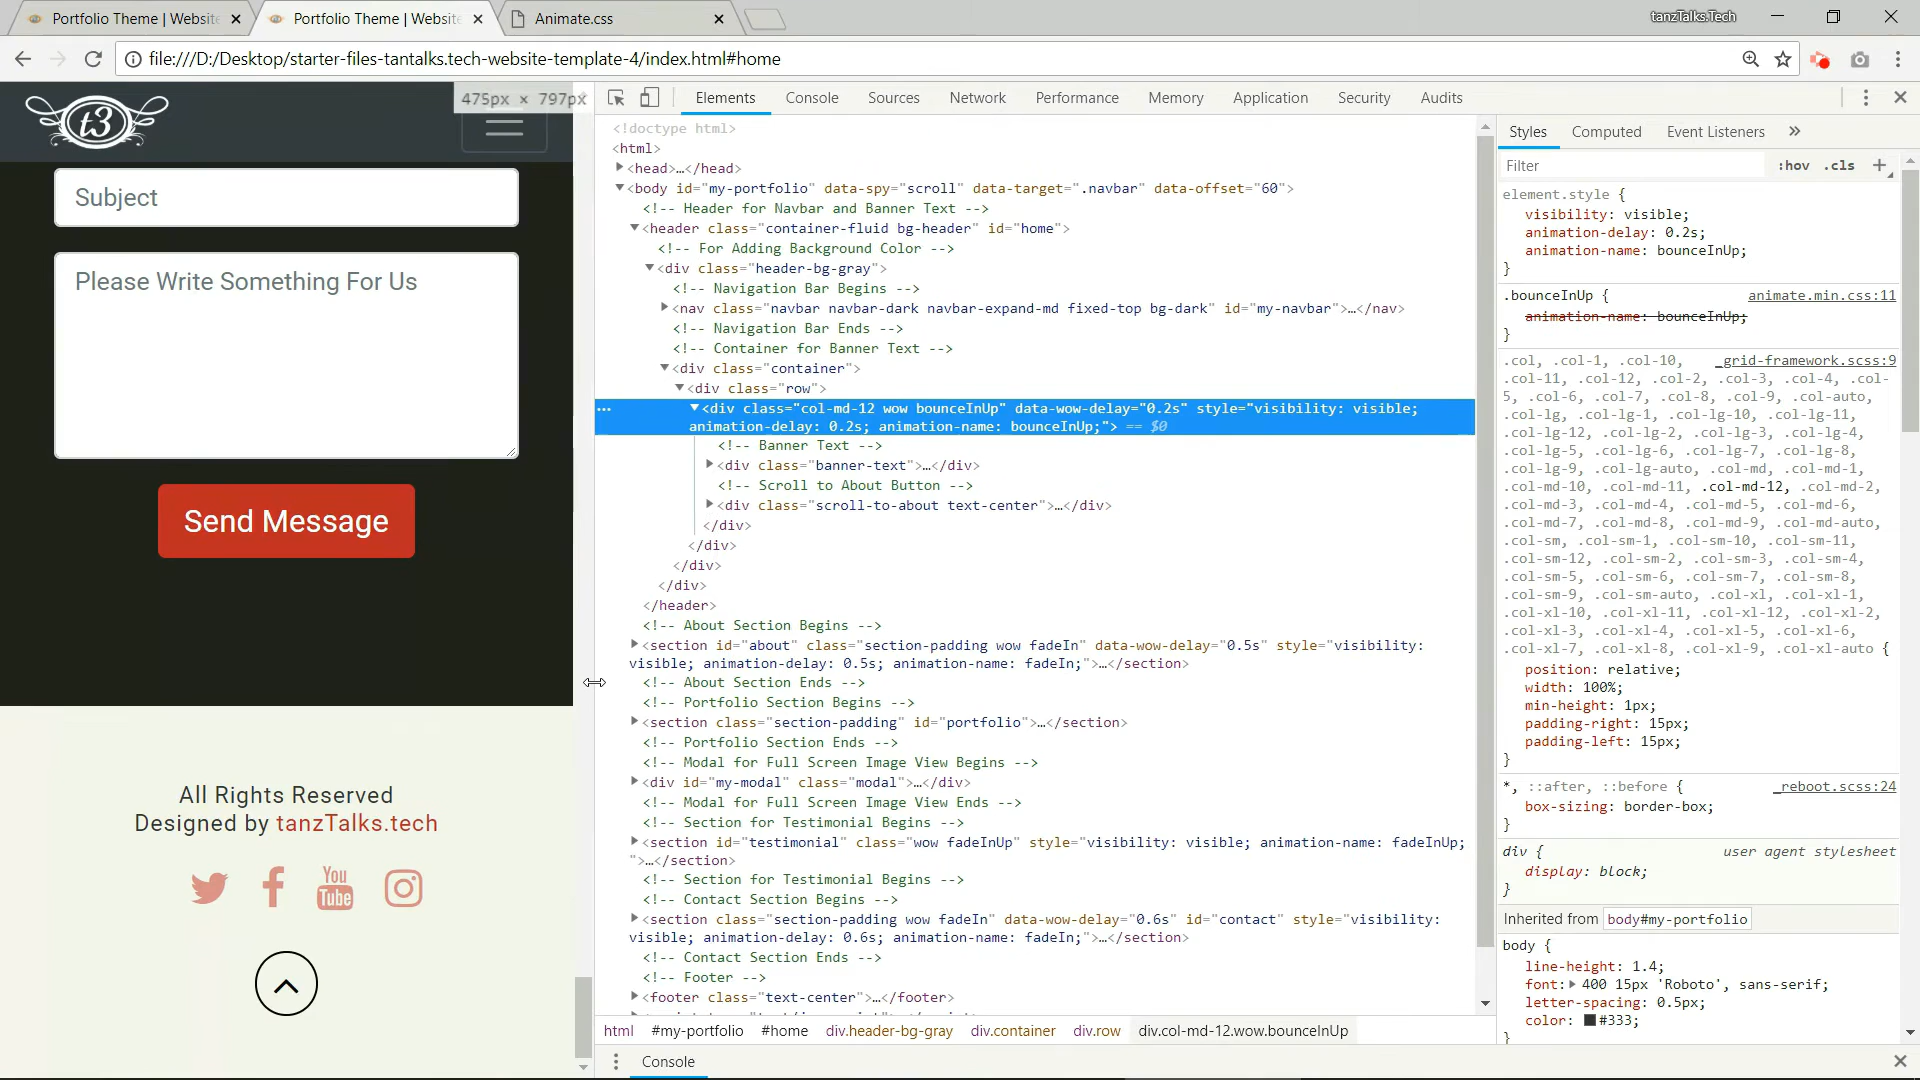 Portfolio Theme | Website
Portfolio Theme | Website
Animate.css
tanzTalks.Tech
file:///D:/Desktop/starter-files-tantalks.tech-website-template-4/index.html#home
t3
475px × 797px
Subject
Please Write Something For Us
Send Message
All Rights Reserved
Designed by tanzTalks.tech
You
Tube
Elements Console Sources Network Performance Memory Application Security Audits
<!doctype html>
<html>
<head>…</head>
<body id="my-portfolio" data-spy="scroll" data-target=".navbar" data-offset="60">
<!-- Header for Navbar and Banner Text -->
<header class="container-fluid bg-header" id="home">
<!-- For Adding Background Color -->
<div class="header-bg-gray">
<!-- Navigation Bar Begins -->
<nav class="navbar navbar-dark navbar-expand-md fixed-top bg-dark" id="my-navbar">…</nav>
<!-- Navigation Bar Ends -->
<!-- Container for Banner Text -->
<div class="container">
<div class="row">
… <div class="col-md-12 wow bounceInUp" data-wow-delay="0.2s" style="visibility: visible;
animation-delay: 0.2s; animation-name: bounceInUp;"> == $0
<!-- Banner Text -->
<div class="banner-text">…</div>
<!-- Scroll to About Button -->
<div class="scroll-to-about text-center">…</div>
</div>
</div>
</div>
</div>
</header>
<!-- About Section Begins -->
<section id="about" class="section-padding wow fadeIn" data-wow-delay="0.5s" style="visibility:
visible; animation-delay: 0.5s; animation-name: fadeIn;">…</section>
<!-- About Section Ends -->
<!-- Portfolio Section Begins -->
<section class="section-padding" id="portfolio">…</section>
<!-- Portfolio Section Ends -->
<!-- Modal for Full Screen Image View Begins -->
<div id="my-modal" class="modal">…</div>
<!-- Modal for Full Screen Image View Ends -->
<!-- Section for Testimonial Begins -->
<section id="testimonial" class="wow fadeInUp" style="visibility: visible; animation-name: fadeInUp;
">…</section>
<!-- Section for Testimonial Begins -->
<!-- Contact Section Begins -->
<section class="section-padding wow fadeIn" data-wow-delay="0.6s" id="contact" style="visibility:
visible; animation-delay: 0.6s; animation-name: fadeIn;">…</section>
<!-- Contact Section Ends -->
<!-- Footer -->
<footer class="text-center">…</footer>
html #my-portfolio #home div.header-bg-gray div.container div.row div.col-md-12.wow.bounceInUp
Console
Styles Computed Event Listeners »
Filter :hov .cls +
element.style {
visibility: visible;
animation-delay: 0.2s;
animation-name: bounceInUp;
}
.bounceInUp { animate.min.css:11
animation-name: bounceInUp;
}
.col, .col-1, .col-10, _grid-framework.scss:9
.col-11, .col-12, .col-2, .col-3, .col-4, .col-
5, .col-6, .col-7, .col-8, .col-9, .col-auto,
.col-lg, .col-lg-1, .col-lg-10, .col-lg-11,
.col-lg-12, .col-lg-2, .col-lg-3, .col-lg-4,
.col-lg-5, .col-lg-6, .col-lg-7, .col-lg-8,
.col-lg-9, .col-lg-auto, .col-md, .col-md-1,
.col-md-10, .col-md-11, .col-md-12, .col-md-2,
.col-md-3, .col-md-4, .col-md-5, .col-md-6,
.col-md-7, .col-md-8, .col-md-9, .col-md-auto,
.col-sm, .col-sm-1, .col-sm-10, .col-sm-11,
.col-sm-12, .col-sm-2, .col-sm-3, .col-sm-4,
.col-sm-5, .col-sm-6, .col-sm-7, .col-sm-8,
.col-sm-9, .col-sm-auto, .col-xl, .col-xl-1,
.col-xl-10, .col-xl-11, .col-xl-12, .col-xl-2,
.col-xl-3, .col-xl-4, .col-xl-5, .col-xl-6,
.col-xl-7, .col-xl-8, .col-xl-9, .col-xl-auto {
position: relative;
width: 100%;
min-height: 1px;
padding-right: 15px;
padding-left: 15px;
}
*, ::after, ::before { _reboot.scss:24
box-sizing: border-box;
}
div { user agent stylesheet
display: block;
}
Inherited from body#my-portfolio
body {
line-height: 1.4;
font: 400 15px 'Roboto', sans-serif;
letter-spacing: 0.5px;
color: #333;
}